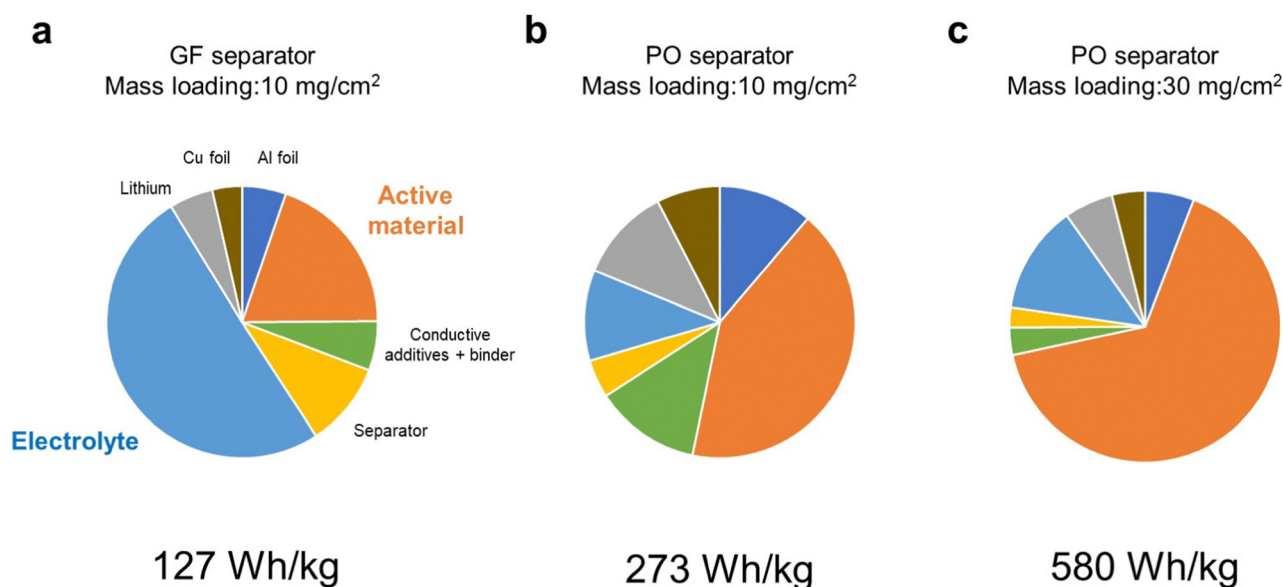 a
GF separator
Mass loading:10 mg/cm²
Cu foil
Al foil
Lithium
Active
material
Conductive
additives + binder
Separator
Electrolyte
127 Wh/kg
b
PO separator
Mass loading:10 mg/cm²
273 Wh/kg
c
PO separator
Mass loading:30 mg/cm²
580 Wh/kg